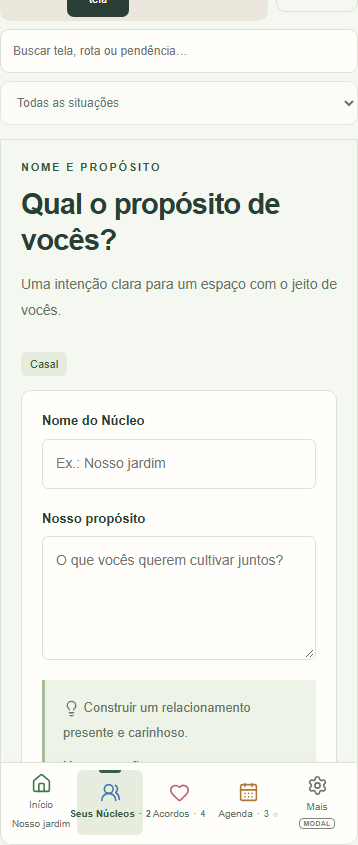 tela
Buscar tela, rota ou pendência…
Todas as situações
NOME E PROPÓSITO
Qual o propósito de
vocês?
Uma intenção clara para um espaço com o jeito de
vocês.
Casal
Nome do Núcleo
Ex.: Nosso jardim
Nosso propósito
O que vocês querem cultivar juntos?
Construir um relacionamento
presente e carinhoso.
Início
Nosso jardim
Seus Núcleos · 2
Acordos · 4
Agenda · 3
Mais
MODAL